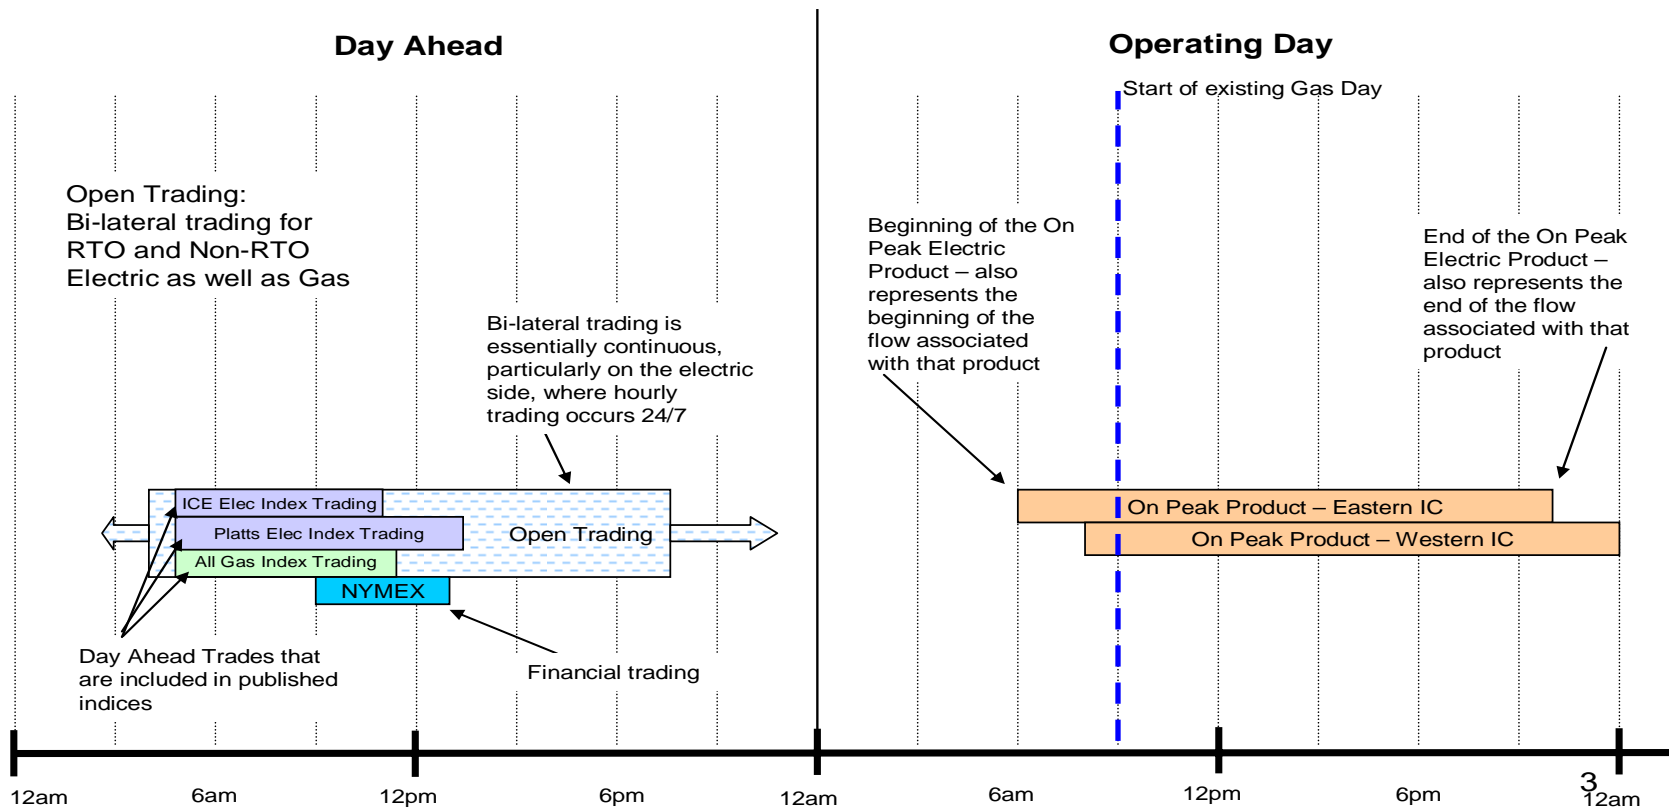 Day Ahead
Operating Day
Start of existing Gas Day
Open Trading:
Bi-lateral trading for
RTO and Non-RTO
Electric as well as Gas
Bi-lateral trading is
essentially continuous,
particularly on the electric
side, where hourly
trading occurs 24/7
Beginning of the On
Peak Electric
Product – also
represents the
beginning of the
flow associated
with that product
End of the On Peak
Electric Product –
also represents the
end of the flow
associated with that
product
ICE Elec Index Trading
Platts Elec Index Trading
All Gas Index Trading
Open Trading
NYMEX
On Peak Product – Eastern IC
On Peak Product – Western IC
Day Ahead Trades that
are included in published
indices
Financial trading
3
12am 6am 12pm 6pm 12am 6am 12pm 6pm 12am